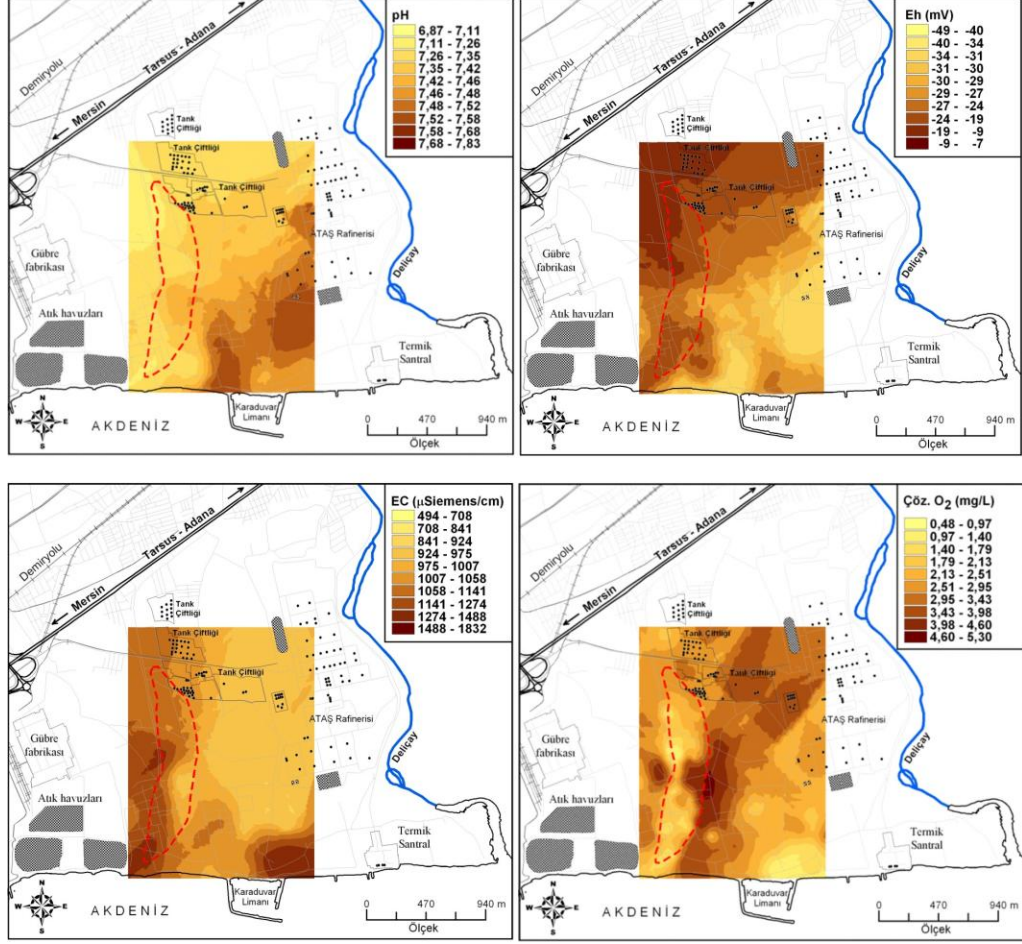 pH
6,87 - 7,11
7,11 - 7,26
7,26 - 7,35
7,35 - 7,42
7,42 - 7,46
7,46 - 7,48
7,48 - 7,52
7,52 - 7,58
7,58 - 7,68
7,68 - 7,83
Tarsus - Adana
Demiryolu
Mersin
Tank
Çiftliği
Tank Çiftliği
Tank Çiftliği
ATAŞ Rafinerisi
Gübre
fabrikası
Deliçay
Atık havuzları
Termik
Santral
Karaduvar
Limanı
N
W
E
S
AKDENİZ
0 470 940 m
Ölçek
Eh (mV)
-49 - -40
-40 - -34
-34 - -31
-31 - -30
-30 - -29
-29 - -27
-27 - -24
-24 - -19
-19 - -9
-9 - -7
Tarsus - Adana
Demiryolu
Mersin
Tank
Çiftliği
Tank Çiftliği
Tank Çiftliği
ATAŞ Rafinerisi
Gübre
fabrikası
Deliçay
Atık havuzları
Termik
Santral
Karaduvar
Limanı
N
W
E
S
AKDENİZ
0 470 940 m
Ölçek
EC (µSiemens/cm)
494 - 708
708 - 841
841 - 924
924 - 975
975 - 1007
1007 - 1058
1058 - 1141
1141 - 1274
1274 - 1488
1488 - 1832
Tarsus - Adana
Demiryolu
Mersin
Tank
Çiftliği
Tank Çiftliği
Tank Çiftliği
ATAŞ Rafinerisi
Gübre
fabrikası
Deliçay
Atık havuzları
Termik
Santral
Karaduvar
Limanı
N
W
E
S
AKDENİZ
0 470 940 m
Ölçek
Çöz. O2 (mg/L)
0,48 - 0,97
0,97 - 1,40
1,40 - 1,79
1,79 - 2,13
2,13 - 2,51
2,51 - 2,95
2,95 - 3,43
3,43 - 3,98
3,98 - 4,60
4,60 - 5,30
Tarsus - Adana
Demiryolu
Mersin
Tank
Çiftliği
Tank Çiftliği
Tank Çiftliği
ATAŞ Rafinerisi
Gübre
fabrikası
Deliçay
Atık havuzları
Termik
Santral
Karaduvar
Limanı
N
W
E
S
AKDENİZ
0 470 940 m
Ölçek